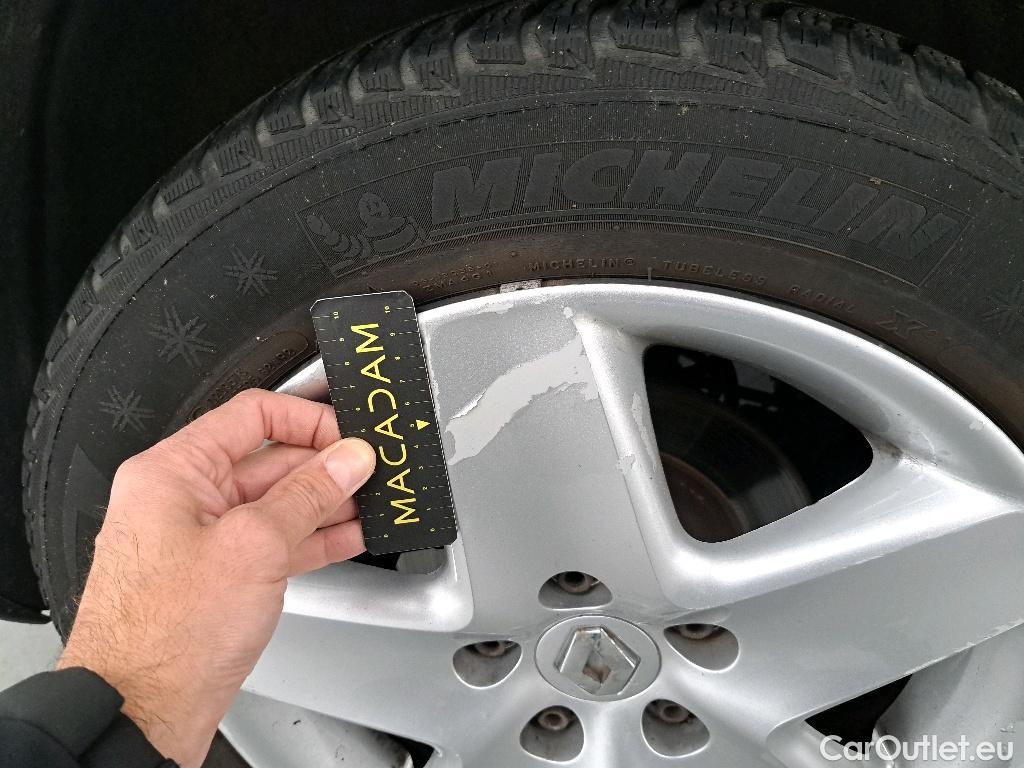 MICHELIN
MICHELIN® TUBELESS RADIAL X
MACADAM
CarOutlet.eu